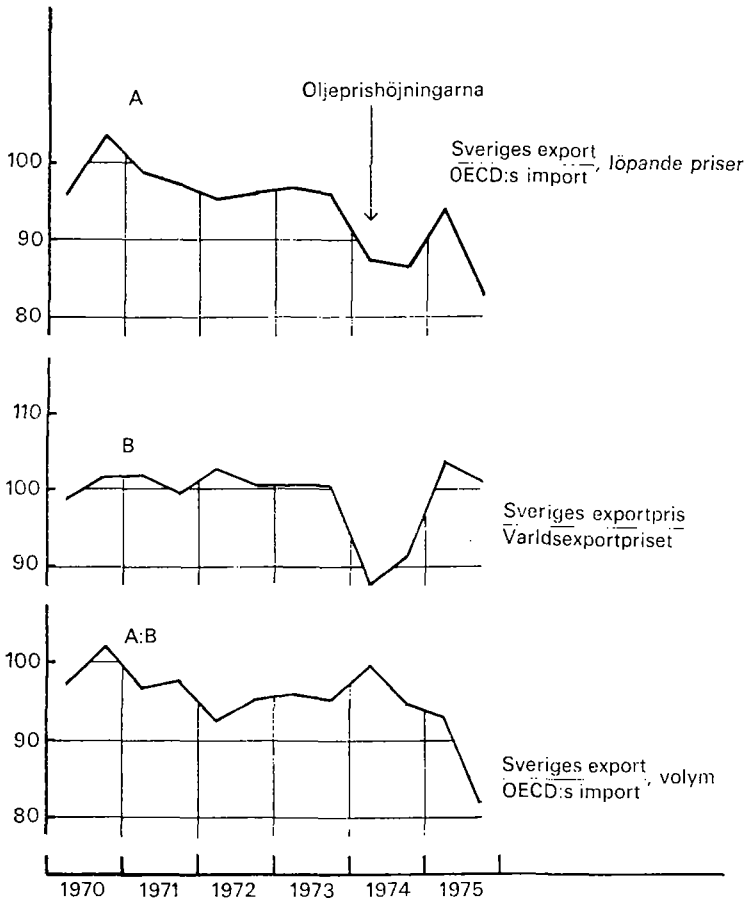 A
Oljeprishöjningarna
Sveriges export
OECD:s import, löpande priser
100
90
80
110
B
100
Sveriges exportpris
Varldsexportpriset
90
A:B
100
90
Sveriges export
OECD:s import, volym
80
1970 1971 1972 1973 1974 1975